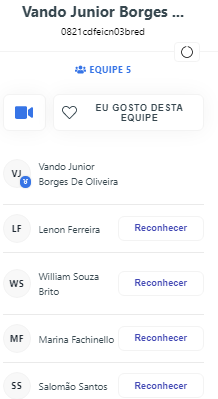 Vando Junior Borges ...
0821cdfeicn03bred
EQUIPE 5
EU GOSTO DESTA
EQUIPE
VJ
Vando Junior
Borges De Oliveira
LF
Lenon Ferreira
Reconhecer
WS
William Souza
Brito
Reconhecer
MF
Marina Fachinello
Reconhecer
SS
Salomão Santos
Reconhecer